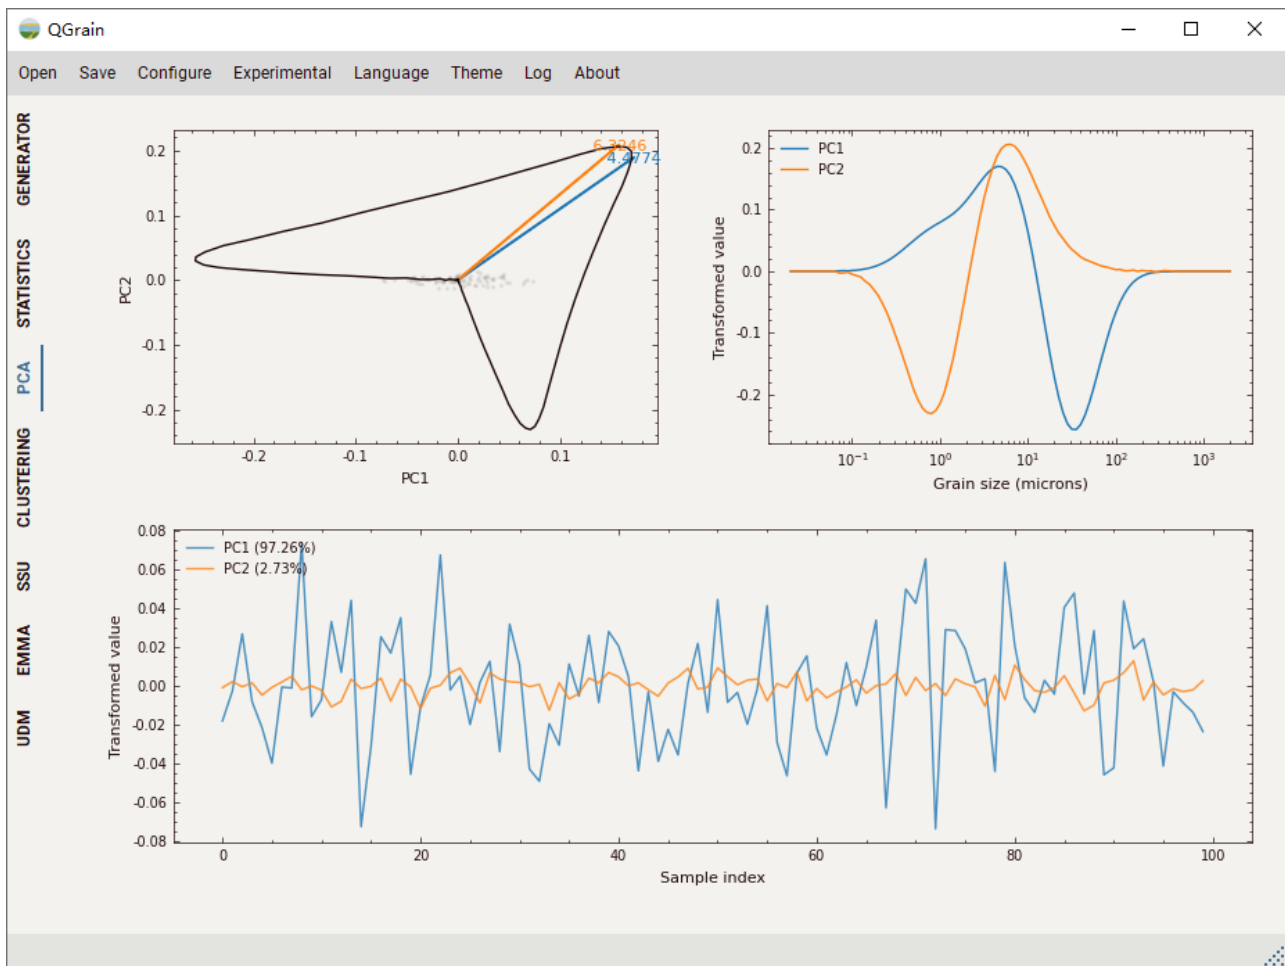 QGrain
Open Save Configure Experimental Language Theme Log About
GENERATOR
STATISTICS
PCA
CLUSTERING
SSU
EMMA
UDM
6.3246
4.4774
0.2
0.1
0.0
-0.1
-0.2
PC2
-0.2 -0.1 0.0 0.1
PC1
PC1
PC2
0.2
0.1
0.0
-0.1
-0.2
Transformed value
10⁻¹ 10⁰ 10¹ 10² 10³
Grain size (microns)
PC1 (97.26%)
PC2 (2.73%)
0.08
0.06
0.04
0.02
0.00
-0.02
-0.04
-0.06
-0.08
Transformed value
0 20 40 60 80 100
Sample index